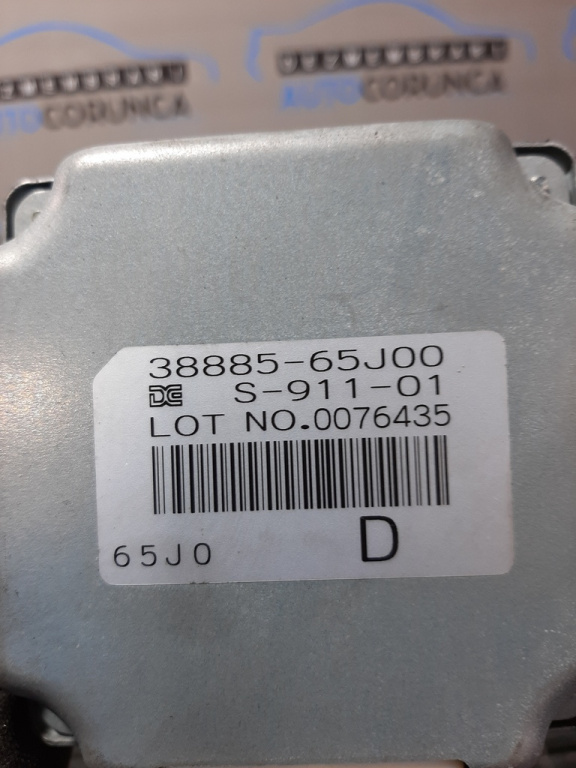 AUTOCORUNCA
AUTOCORUNCA
38885-65J00
S-911-01
LOT NO.0076435
65J0 D